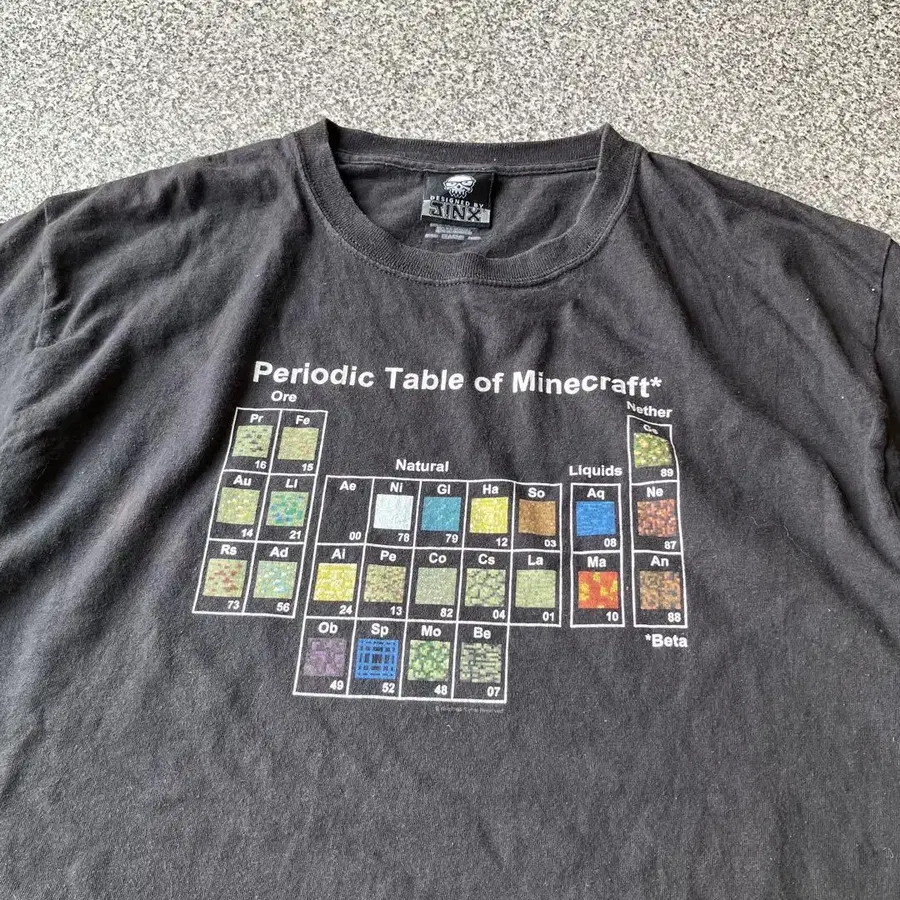 DESIGNED BY
JINX
Periodic Table of Minecraft*
Ore
Nether
Pr Fe
Gs
16 15
89
Natural
Liquids
Au Li
Ae Ni Gl Ha So
Aq
Ne
14 21
00 78 79 12 03
08
87
Rs Ad
Ai Pe Co Cs La
Ma
An
73 56
24 13 82 04 01
10
88
Ob Sp Mo Be
*Beta
49 52 48 07